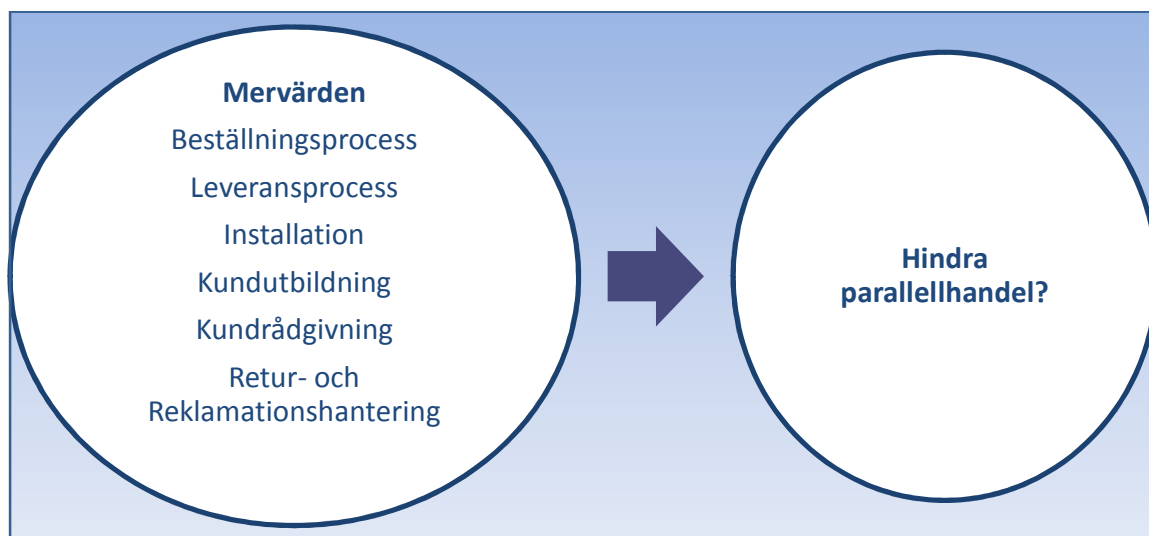 Mervärden
Beställningsprocess
Leveransprocess
Installation
Kundutbildning
Kundrådgivning
Retur- och
Reklamationshantering
Hindra
parallellhandel?